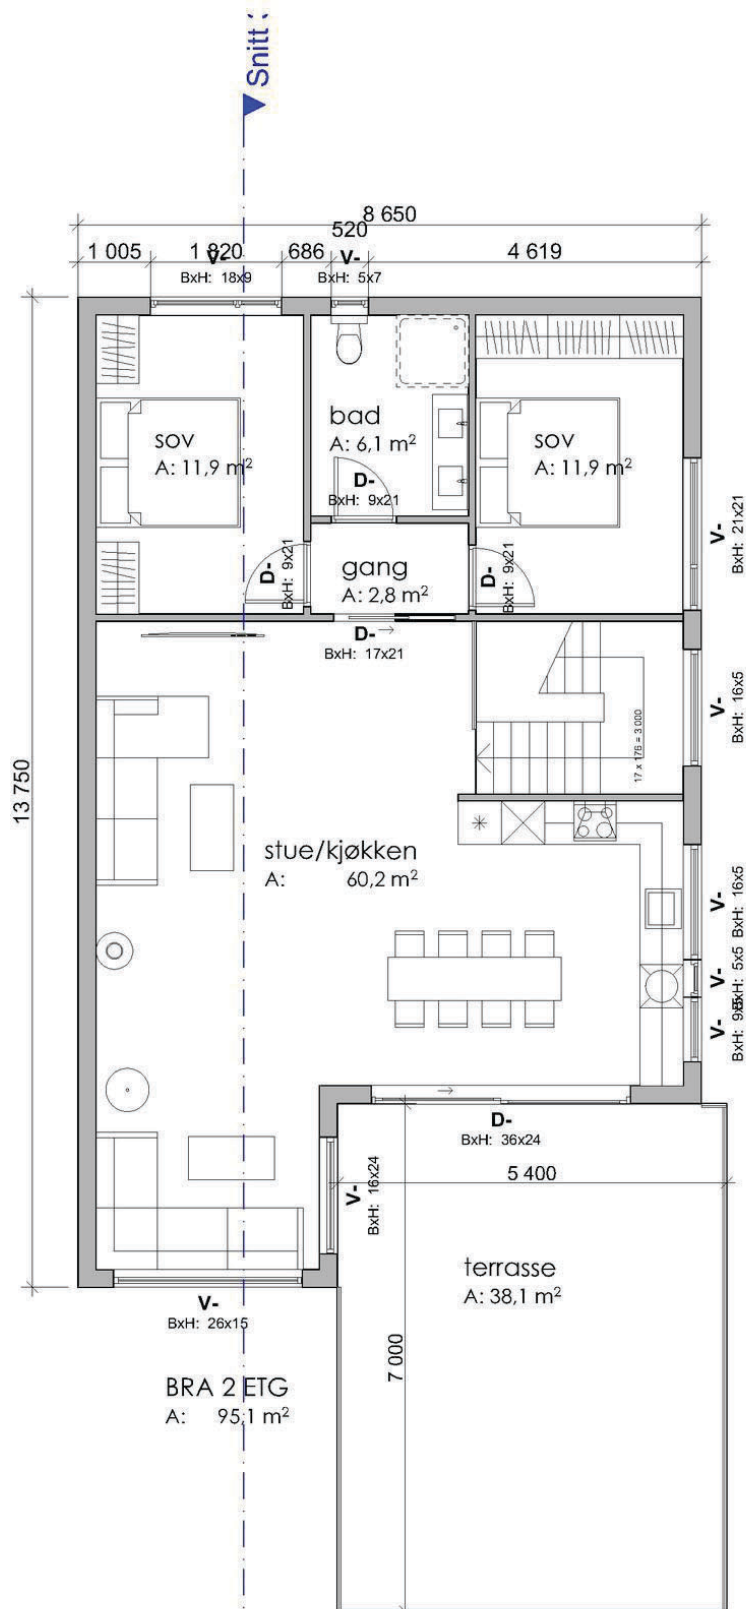 Snitt
8 650
520
1 005
1 820
686
4 619
V-
BxH: 18x9
V-
BxH: 5x7
sov
A: 11,9 m²
bad
A: 6,1 m²
D-
BxH: 9x21
sov
A: 11,9 m²
V-
BxH: 21x21
D-
BxH: 9x21
gang
A: 2,8 m²
D-
BxH: 9x21
D-
BxH: 17x21
V-
BxH: 16x5
17 x 176 = 3 000
13 750
stue/kjøkken
A: 60,2 m²
V-
BxH: 16x5
V-
BxH: 5x5
V-
BxH:
D-
BxH: 36x24
V-
BxH: 16x24
5 400
terrasse
A: 38,1 m²
V-
BxH: 26x15
7 000
BRA 2 ETG
A: 95,1 m²